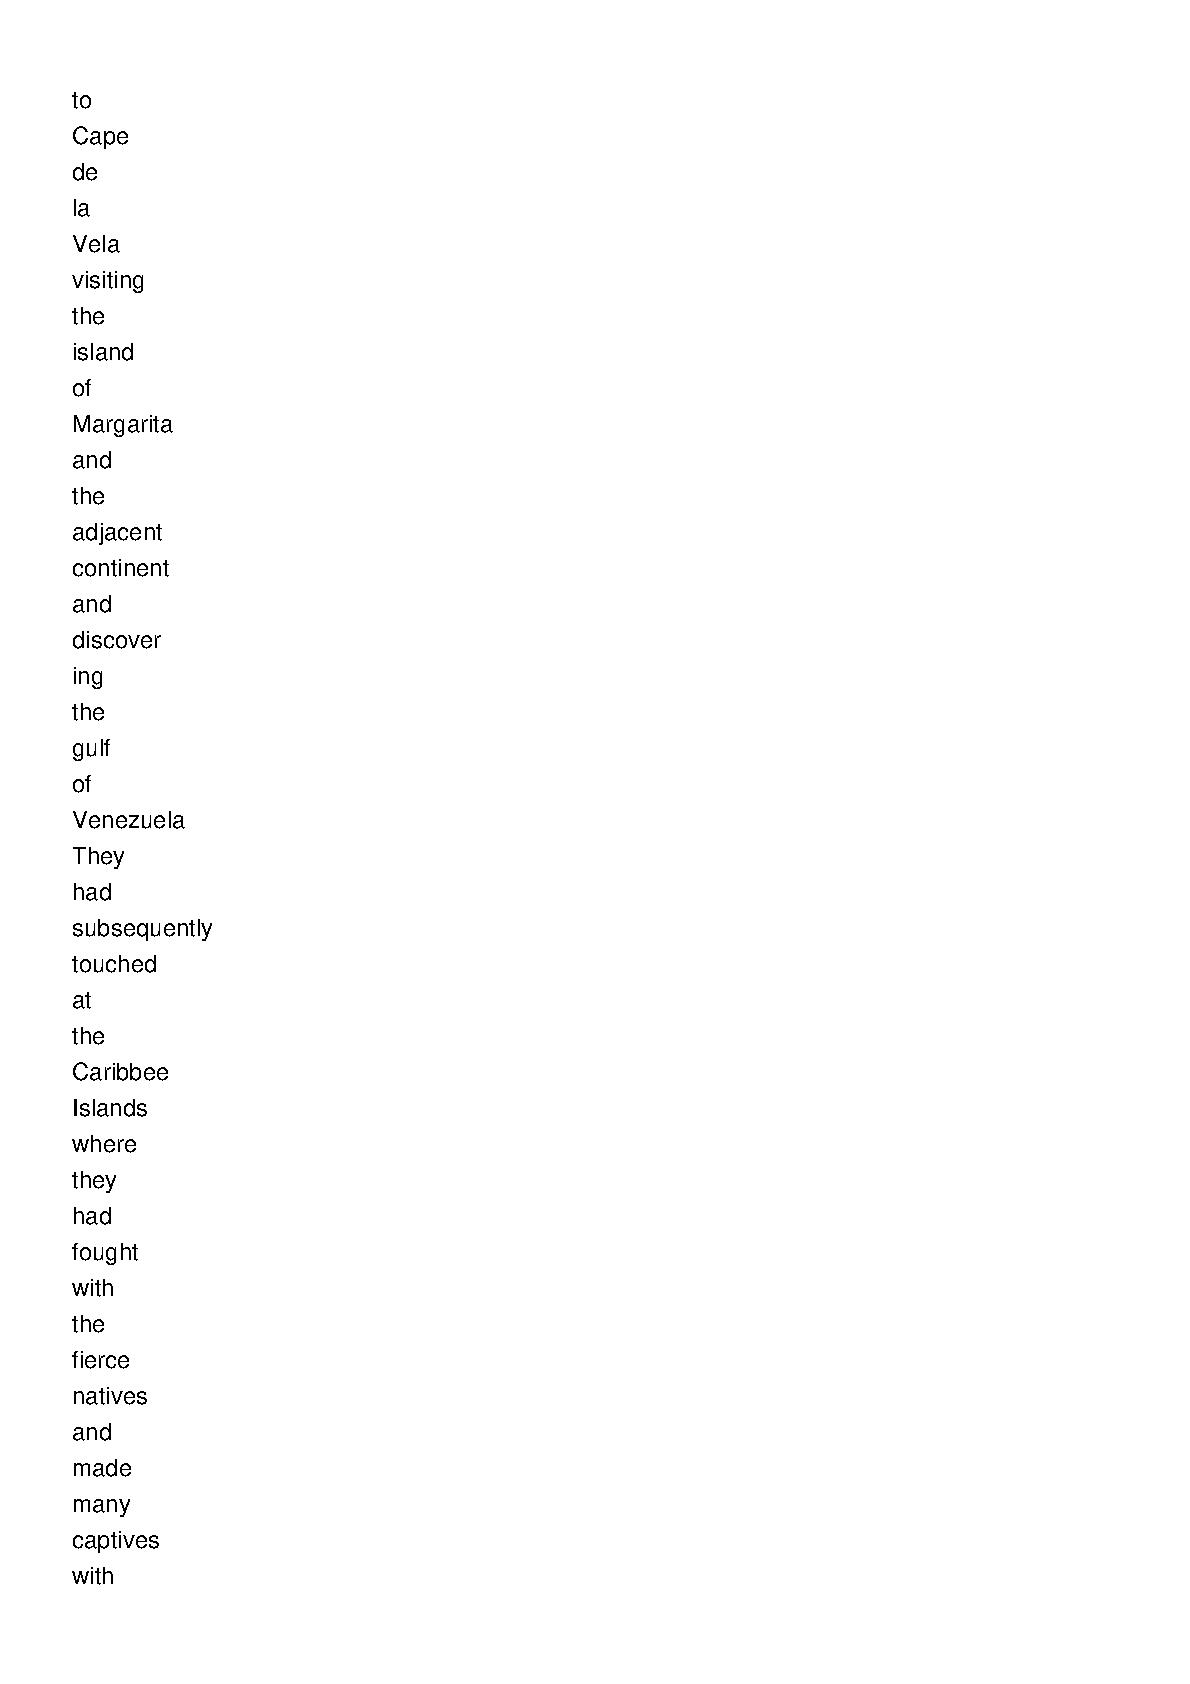 to
Cape
de
la
Vela
visiting
the
island
of
Margarita
and
the
adjacent
continent
and
discover
ing
the
gulf
of
Venezuela
They
had
subsequently
touched
at
the
Caribbee
Islands
where
they
had
fought
with
the
fierce
natives
and
made
many
captives
with